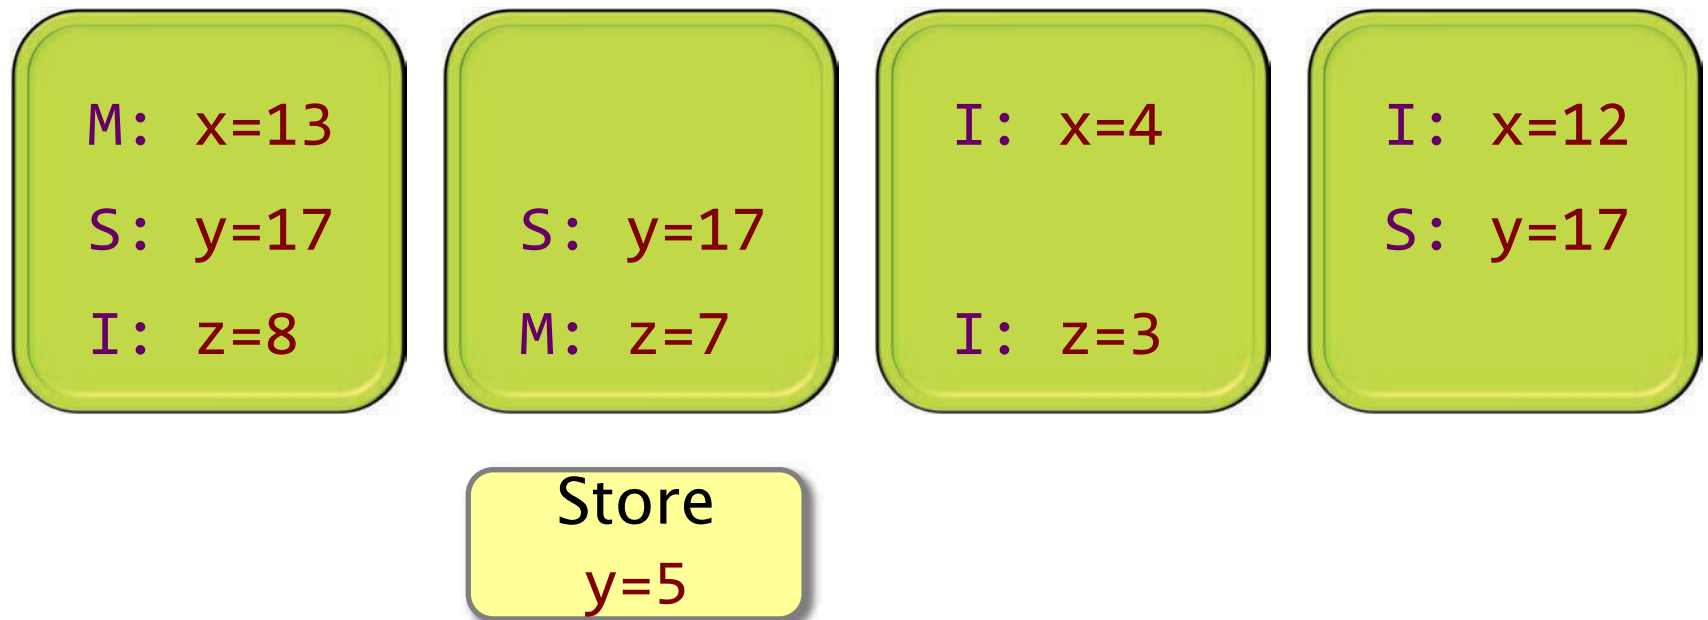 M: x=13
S: y=17
I: z=8
S: y=17
M: z=7
I: x=4
I: z=3
I: x=12
S: y=17
Store
y=5